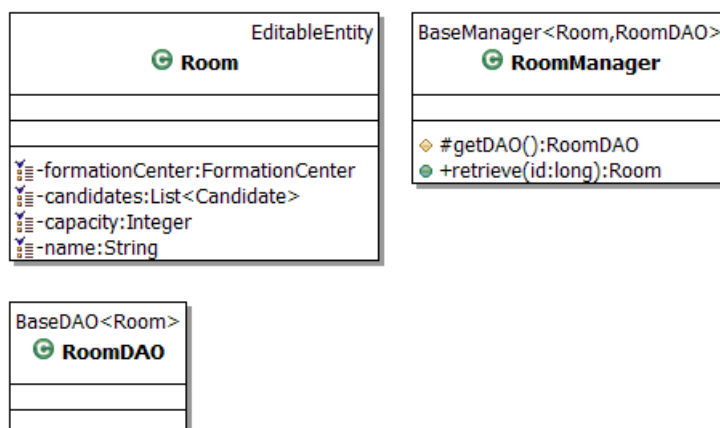 EditableEntity
Room
-formationCenter:FormationCenter
-candidates:List<Candidate>
-capacity:Integer
-name:String
BaseManager<Room,RoomDAO>
RoomManager
#getDAO():RoomDAO
+retrieve(id:long):Room
BaseDAO<Room>
RoomDAO